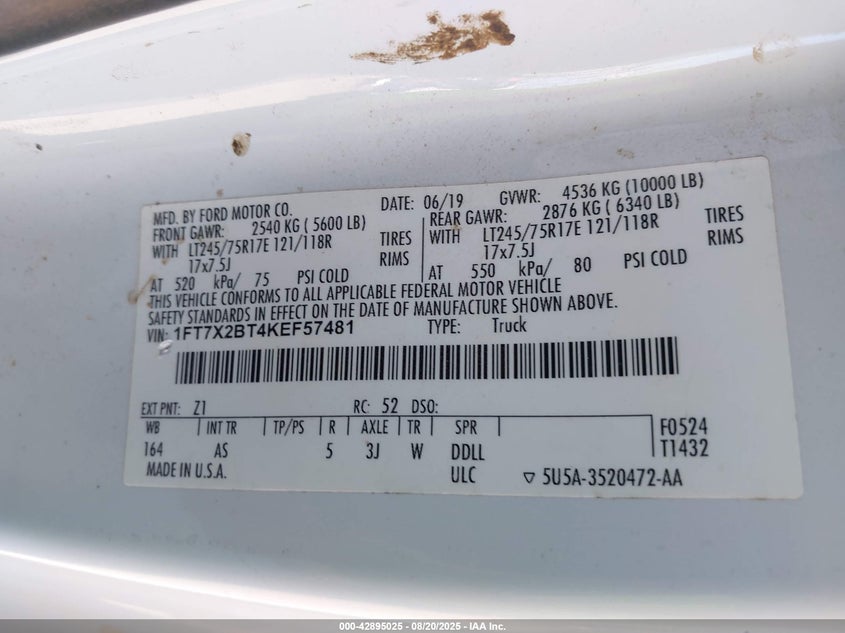 MFD. BY FORD MOTOR CO. DATE: 06/19 GVWR: 4536 KG (10000 LB)
FRONT GAWR: 2540 KG ( 5600 LB) REAR GAWR: 2876 KG ( 6340 LB)
WITH LT245/75R17E 121/118R TIRES WITH LT245/75R17E 121/118R TIRES
17x7.5J RIMS 17x7.5J RIMS
AT 520 kPa/ 75 PSI COLD AT 550 kPa/ 80 PSI COLD
THIS VEHICLE CONFORMS TO ALL APPLICABLE FEDERAL MOTOR VEHICLE
SAFETY STANDARDS IN EFFECT ON THE DATE OF MANUFACTURE SHOWN ABOVE.
VIN: 1FT7X2BT4KEF57481 TYPE: Truck
EXT PNT: Z1 RC: 52 DSO:
WB INT TR TP/PS R AXLE TR SPR F0524
164 AS 5 3J W DDLL T1432
MADE IN U.S.A. ULC ▽ 5U5A-3520472-AA
000-42895025 - 08/20/2025 - IAA Inc.